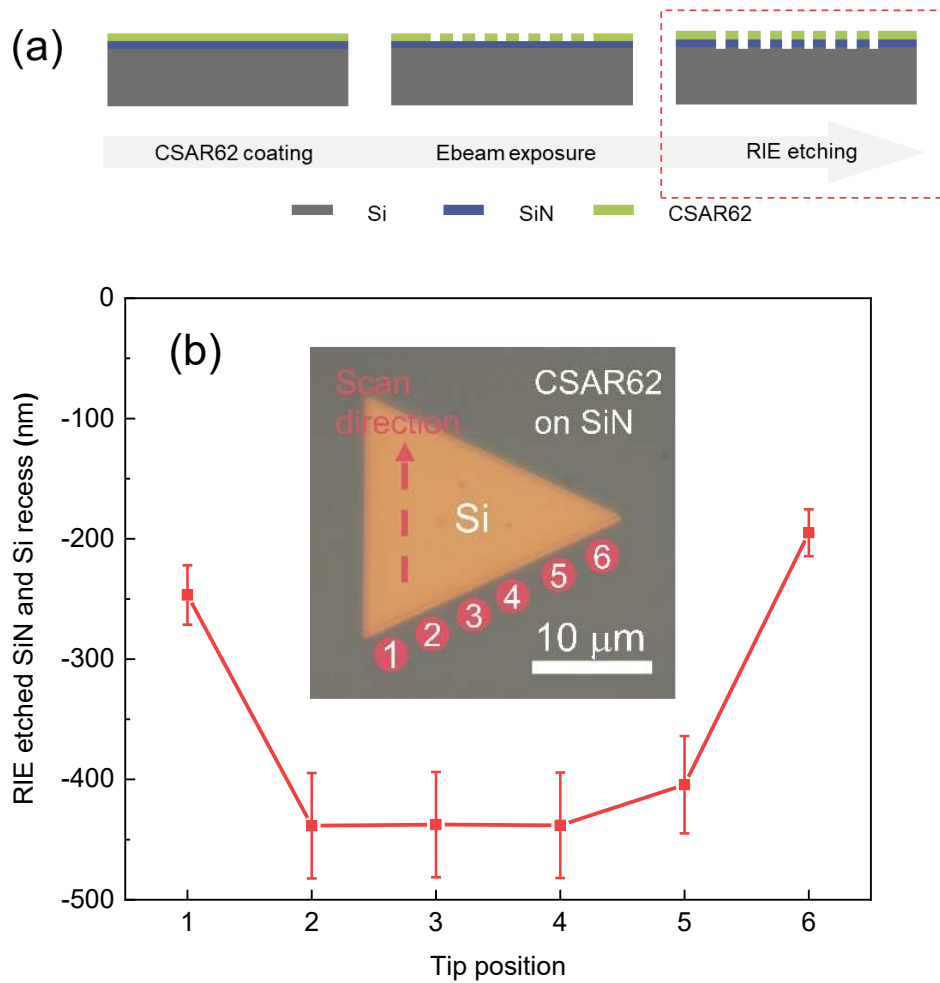 (a)
CSAR62 coating
Ebeam exposure
RIE etching
Si
SiN
CSAR62
(b)
RIE etched SiN and Si recess (nm)
0
-100
-200
-300
-400
-500
Scan
direction
CSAR62
on SiN
Si
1
2
3
4
5
6
10 μm
1
2
3
4
5
6
Tip position